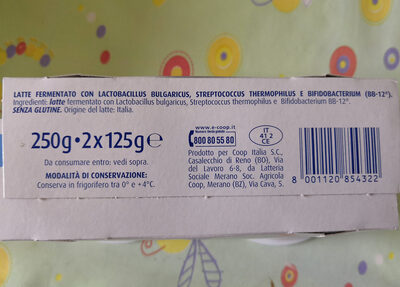 LATTE FERMENTATO CON LACTOBACILLUS BULGARICUS, STREPTOCOCCUS THERMOPHILUS E BIFIDOBACTERIUM (BB-12®).
Ingredienti: latte fermentato con Lactobacillus bulgaricus, Streptococcus thermophilus e Bifidobacterium BB-12®.
SENZA GLUTINE. Origine del latte: Italia.
250g•2x125g℮
Da consumare entro: vedi sopra.
MODALITÀ DI CONSERVAZIONE:
Conserva in frigorifero tra 0° e +4°C.
www.e-coop.it
800 80 55 80
IT
41 2
CE
Prodotto per Coop Italia S.C.,
Casalecchio di Reno (BO), Via
del Lavoro 6-8, da Latteria
Sociale Merano Soc. Agricola
Coop, Merano (BZ), Via Cava, 5.
8 001120 854322